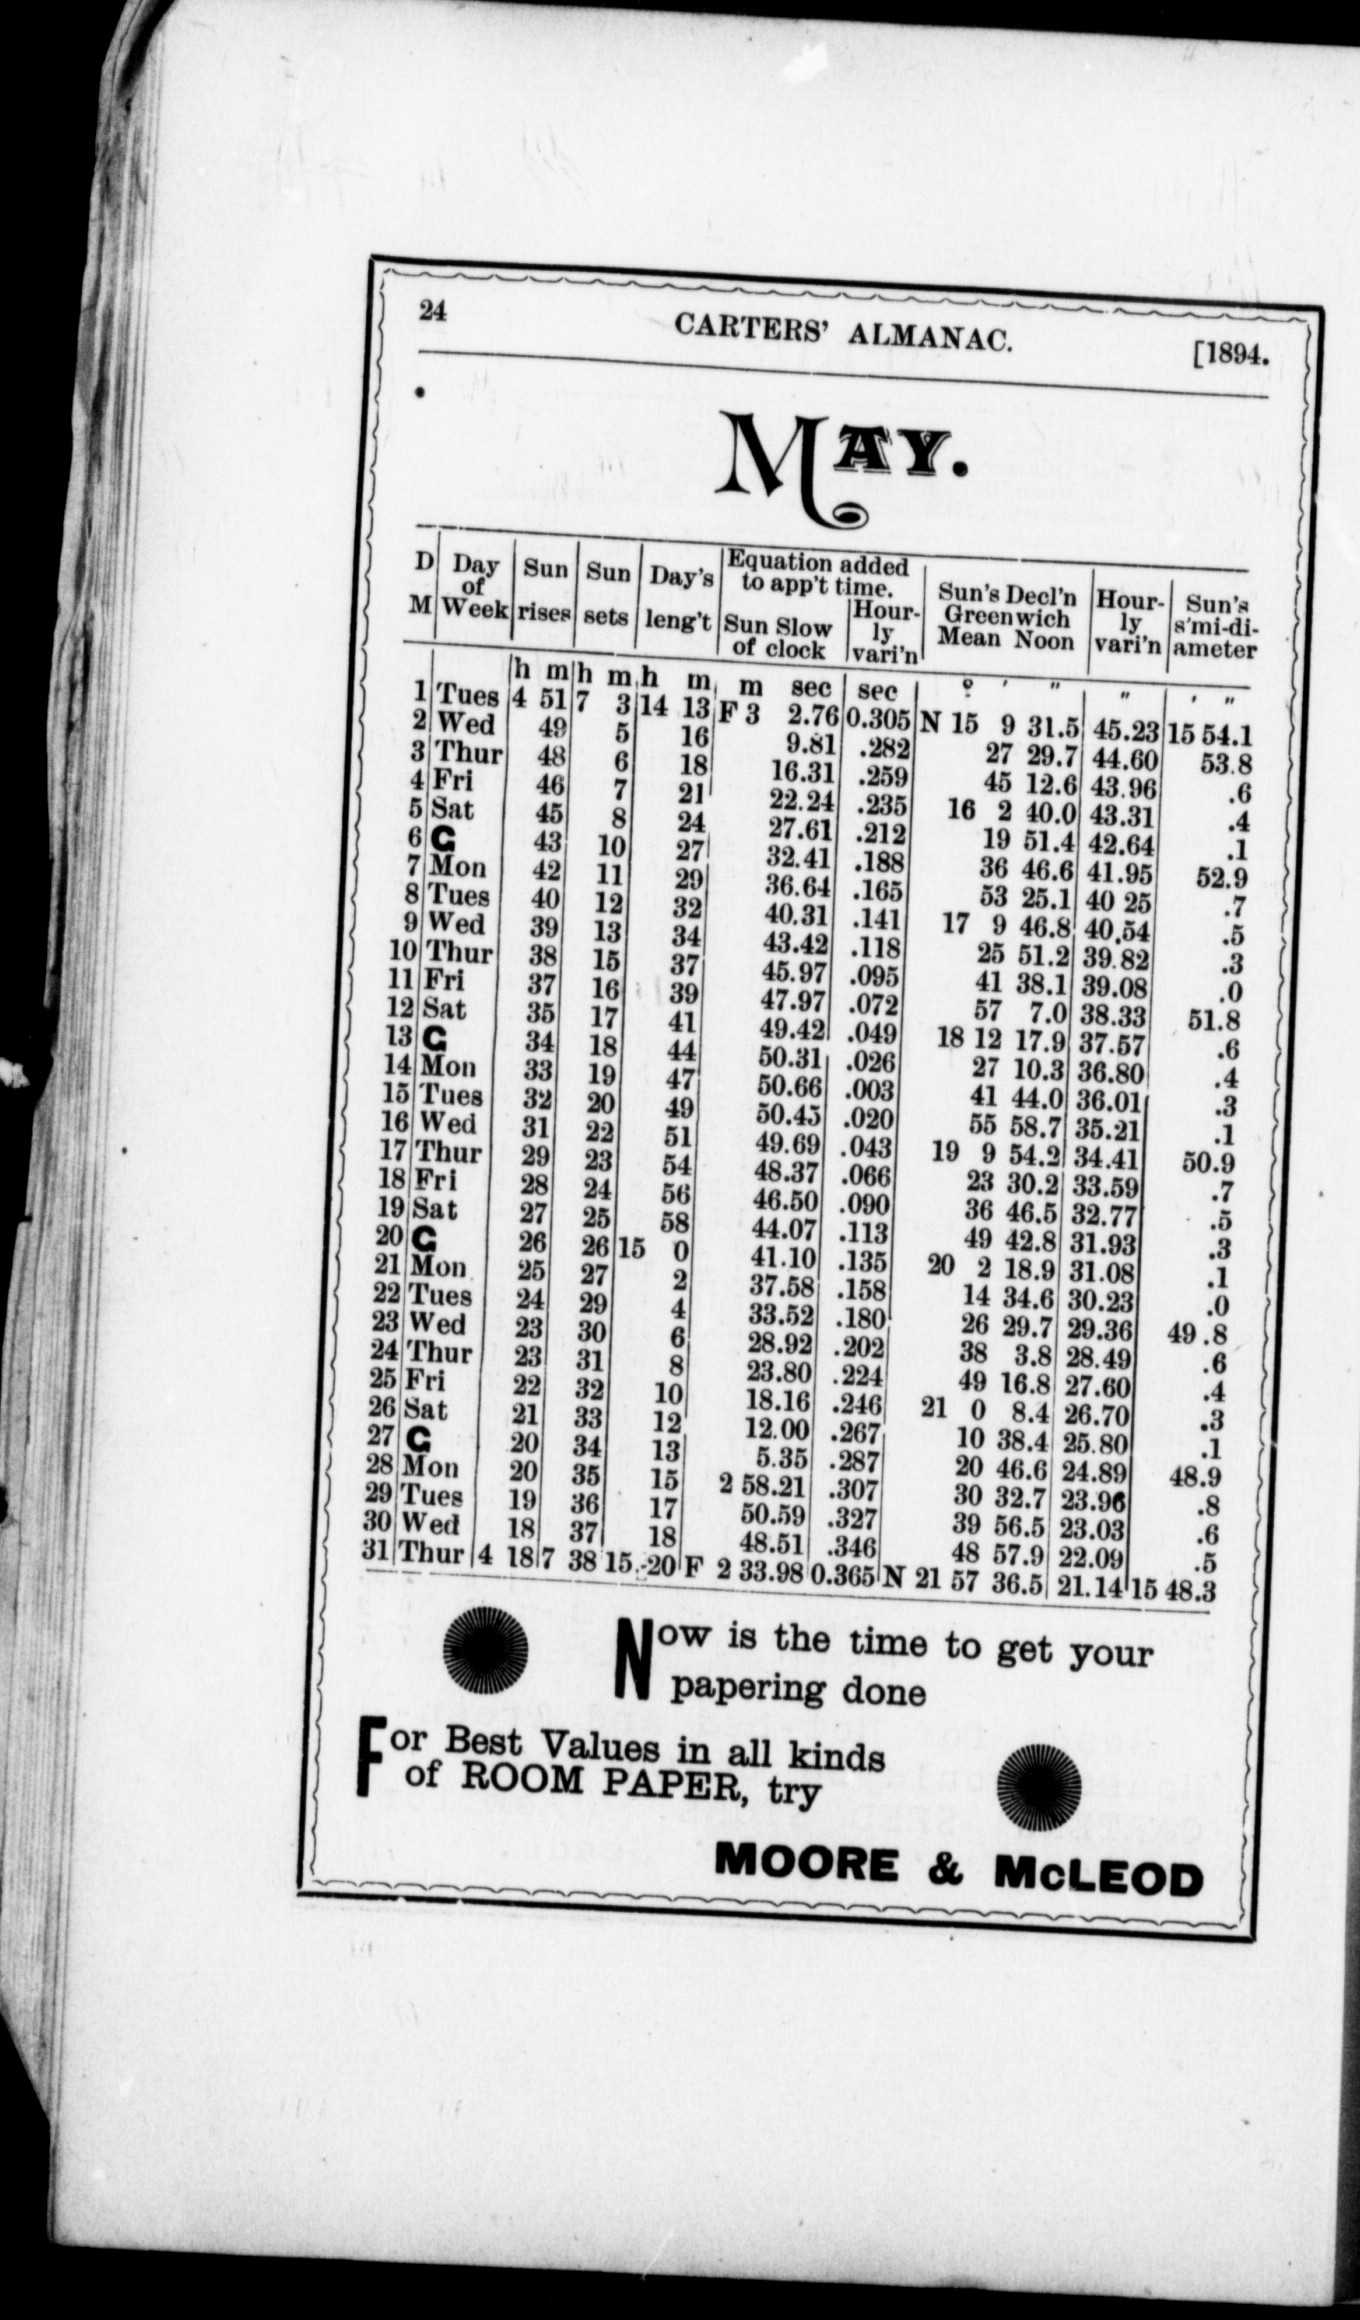 24 CARTERS' ALMANAC. [1894.
MAY.
D M | Day of Week | Sun rises | Sun sets | Day's leng't | Equation added to app't time. Sun Slow of clock | Hour-ly vari'n | Sun's Decl'n Greenwich Mean Noon | Hour-ly vari'n | Sun's s'mi-di-ameter
h m | h m | h m | m sec | sec | ° ' " | " | ' "
1 Tues 4 51 7 3 14 13 F 3 2.76 0.305 N 15 9 31.5 45.23 15 54.1
2 Wed 49 5 16 9.81 .282 27 29.7 44.60 53.8
3 Thur 48 6 18 16.31 .259 45 12.6 43.96 .6
4 Fri 46 7 21 22.24 .235 16 2 40.0 43.31 .4
5 Sat 45 8 24 27.61 .212 19 51.4 42.64 .1
6 G 43 10 27 32.41 .188 36 46.6 41.95 52.9
7 Mon 42 11 29 36.64 .165 53 25.1 40 25 .7
8 Tues 40 12 32 40.31 .141 17 9 46.8 40.54 .5
9 Wed 39 13 34 43.42 .118 25 51.2 39.82 .3
10 Thur 38 15 37 45.97 .095 41 38.1 39.08 .0
11 Fri 37 16 39 47.97 .072 57 7.0 38.33 51.8
12 Sat 35 17 41 49.42 .049 18 12 17.9 37.57 .6
13 G 34 18 44 50.31 .026 27 10.3 36.80 .4
14 Mon 33 19 47 50.66 .003 41 44.0 36.01 .3
15 Tues 32 20 49 50.45 .020 55 58.7 35.21 .1
16 Wed 31 22 51 49.69 .043 19 9 54.2 34.41 50.9
17 Thur 29 23 54 48.37 .066 23 30.2 33.59 .7
18 Fri 28 24 56 46.50 .090 36 46.5 32.77 .5
19 Sat 27 25 58 44.07 .113 49 42.8 31.93 .3
20 G 26 26 15 0 41.10 .135 20 2 18.9 31.08 .1
21 Mon 25 27 2 37.58 .158 14 34.6 30.23 .0
22 Tues 24 29 4 33.52 .180 26 29.7 29.36 49.8
23 Wed 23 30 6 28.92 .202 38 3.8 28.49 .6
24 Thur 23 31 8 23.80 .224 49 16.8 27.60 .4
25 Fri 22 32 10 18.16 .246 21 0 8.4 26.70 .3
26 Sat 21 33 12 12.00 .267 10 38.4 25.80 .1
27 G 20 34 13 5.35 .287 20 46.6 24.89 48.9
28 Mon 20 35 15 2 58.21 .307 30 32.7 23.96 .8
29 Tues 19 36 17 50.59 .327 39 56.5 23.03 .6
30 Wed 18 37 18 48.51 .346 48 57.9 22.09 .5
31 Thur 4 18 7 38 15 20 F 2 33.98 0.365 N 21 57 36.5 21.14 15 48.3
Now is the time to get your
papering done
For Best Values in all kinds
of ROOM PAPER, try
MOORE & McLEOD